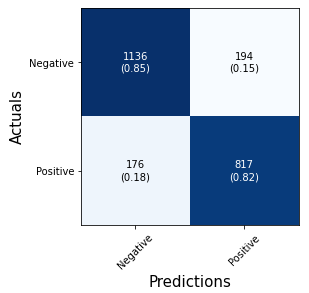 1136
(0.85)
194
(0.15)
Negative
176
(0.18)
817
(0.82)
Positive
Actuals
Negative
Positive
Predictions